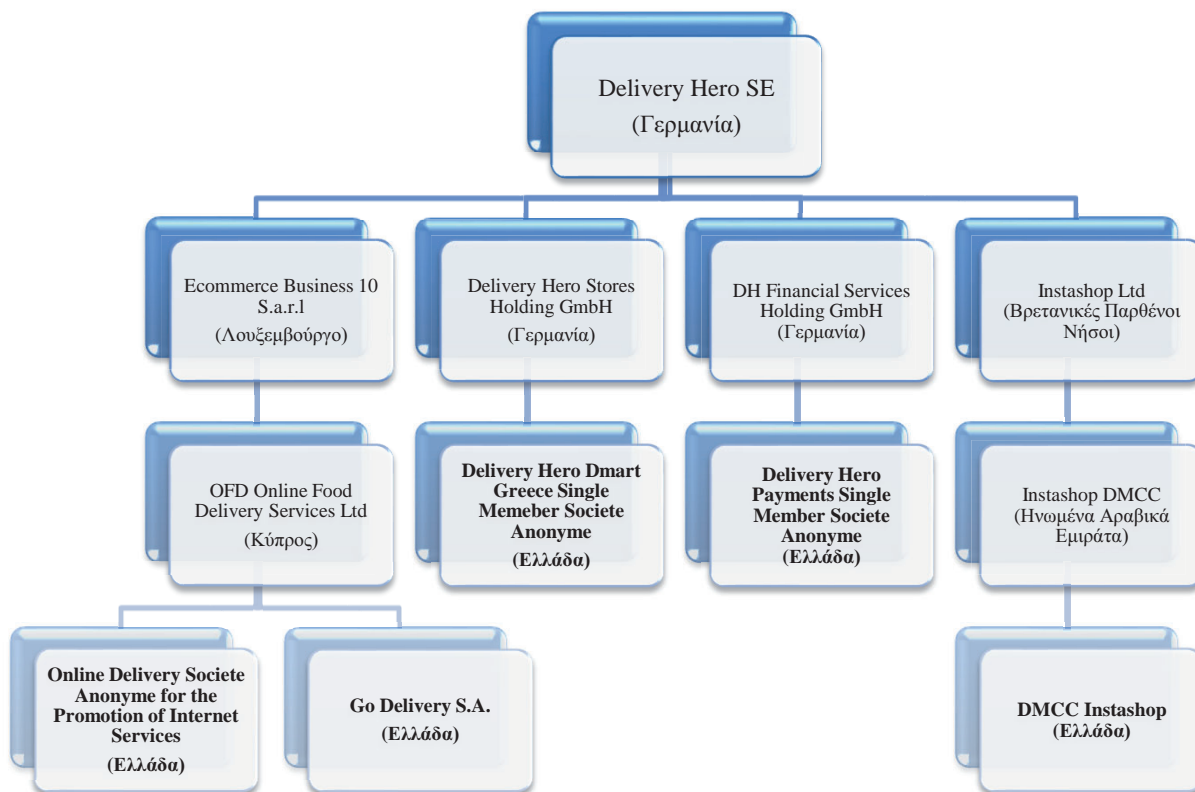 Delivery Hero SE
(Γερμανία)
Ecommerce Business 10
S.a.r.l
(Λουξεμβούργο)
Delivery Hero Stores
Holding GmbH
(Γερμανία)
DH Financial Services
Holding GmbH
(Γερμανία)
Instashop Ltd
(Βρετανικές Παρθένοι
Νήσοι)
OFD Online Food
Delivery Services Ltd
(Κύπρος)
Delivery Hero Dmart
Greece Single
Memeber Societe
Anonyme
(Ελλάδα)
Delivery Hero
Payments Single
Member Societe
Anonyme
(Ελλάδα)
Instashop DMCC
(Ηνωμένα Αραβικά
Εμιράτα)
Online Delivery Societe
Anonyme for the
Promotion of Internet
Services
(Ελλάδα)
Go Delivery S.A.
(Ελλάδα)
DMCC Instashop
(Ελλάδα)